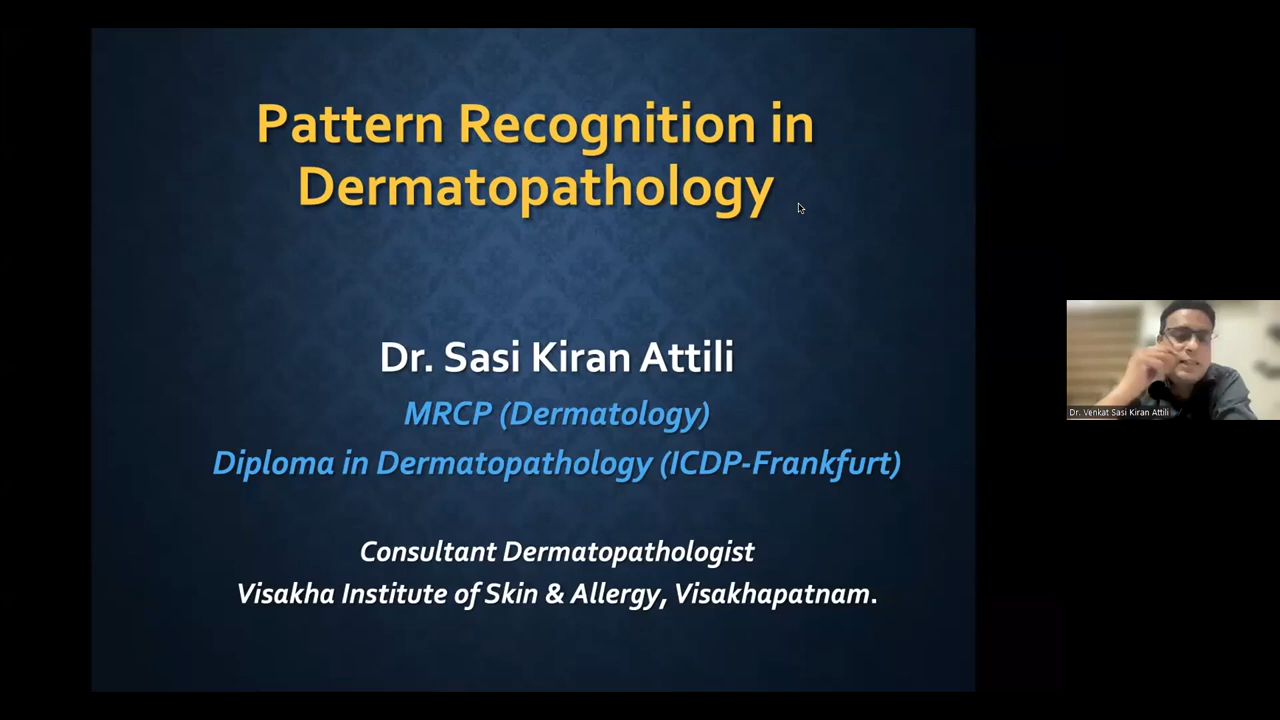 Pattern Recognition in
Dermatopathology
Dr. Sasi Kiran Attili
MRCP (Dermatology)
Diploma in Dermatopathology (ICDP-Frankfurt)
Consultant Dermatopathologist
Visakha Institute of Skin & Allergy, Visakhapatnam.
Dr. Venkat Sasi Kiran Attili